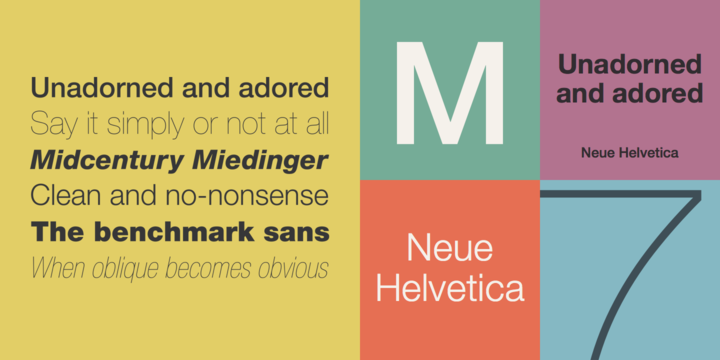 Unadorned and adored
Say it simply or not at all
Midcentury Miedinger
Clean and no-nonsense
The benchmark sans
When oblique becomes obvious
M
Unadorned
and adored
Neue Helvetica
Neue
Helvetica
7